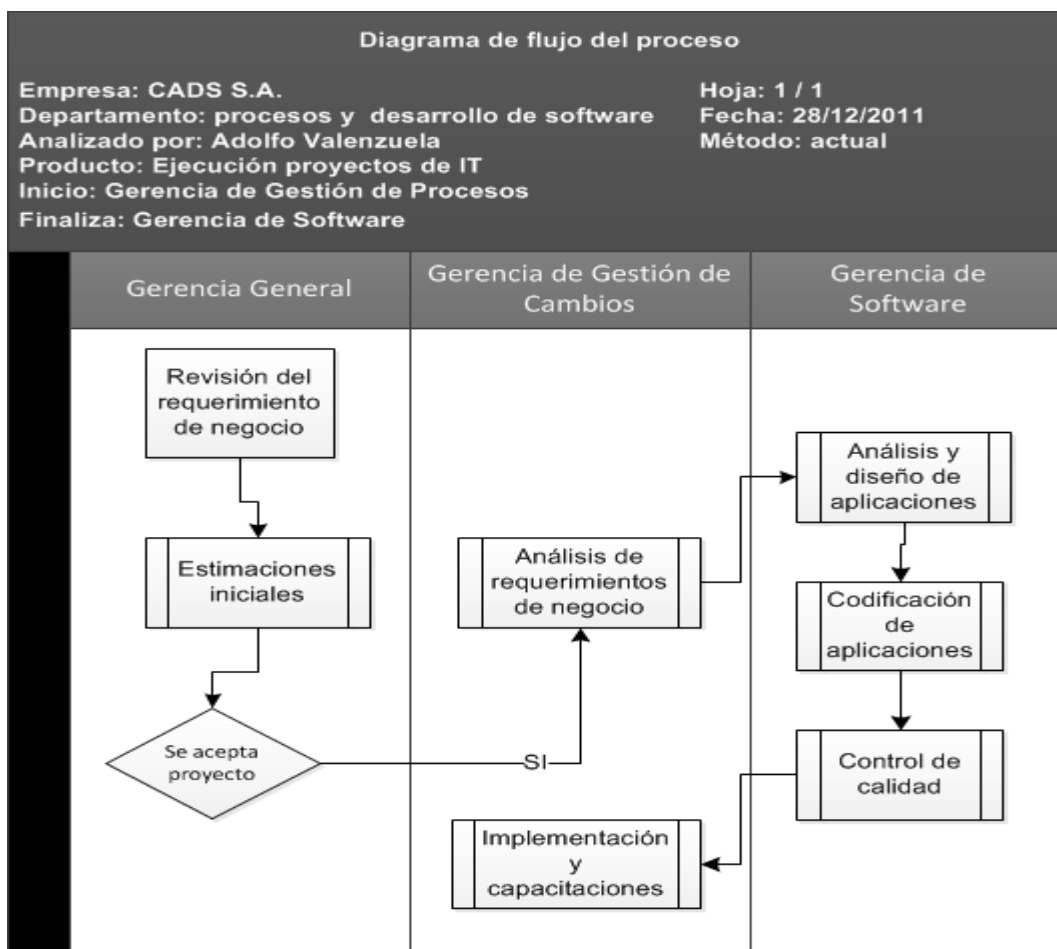 Diagrama de flujo del proceso
Empresa: CADS S.A.
Hoja: 1 / 1
Departamento: procesos y desarrollo de software
Fecha: 28/12/2011
Analizado por: Adolfo Valenzuela
Método: actual
Producto: Ejecución proyectos de IT
Inicio: Gerencia de Gestión de Procesos
Finaliza: Gerencia de Software
Gerencia General
Gerencia de Gestión de
Cambios
Gerencia de
Software
Revisión del
requerimiento
de negocio
Estimaciones
iniciales
Se acepta
proyecto
SI
Análisis de
requerimientos
de negocio
Análisis y
diseño de
aplicaciones
Codificación
de
aplicaciones
Control de
calidad
Implementación
y
capacitaciones